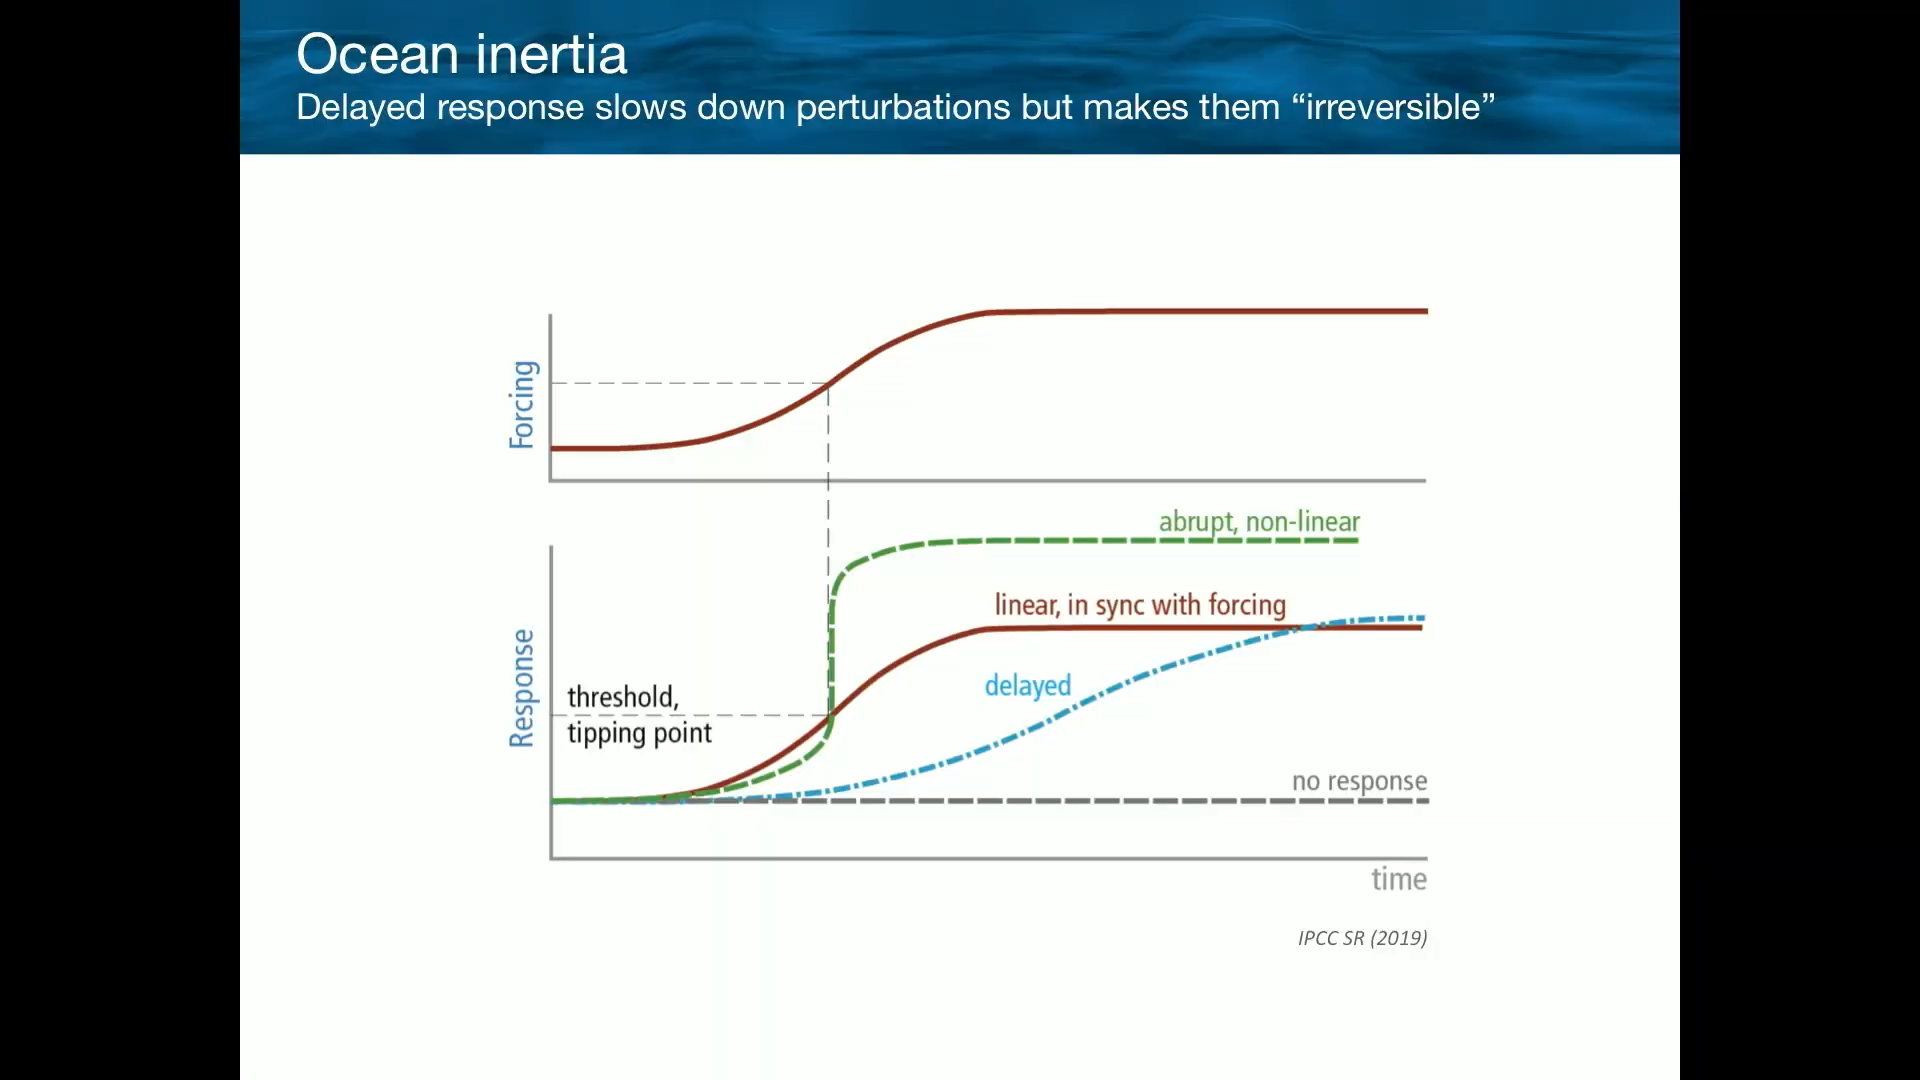 Ocean inertia
Delayed response slows down perturbations but makes them “irreversible”
Forcing
abrupt, non-linear
linear, in sync with forcing
Response
threshold,
tipping point
delayed
no response
time
IPCC SR (2019)